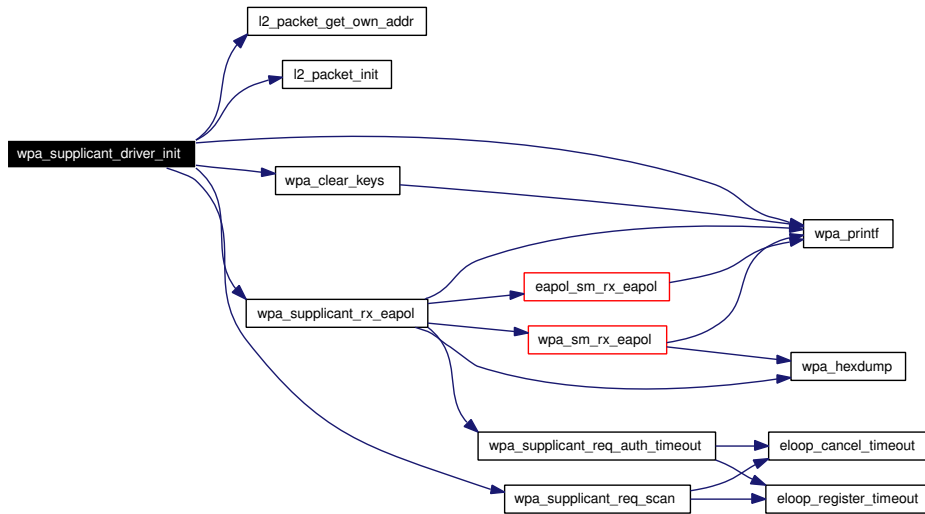 l2_packet_get_own_addr
l2_packet_init
wpa_supplicant_driver_init
wpa_clear_keys
wpa_printf
eapol_sm_rx_eapol
wpa_supplicant_rx_eapol
wpa_sm_rx_eapol
wpa_hexdump
wpa_supplicant_req_auth_timeout
eloop_cancel_timeout
wpa_supplicant_req_scan
eloop_register_timeout